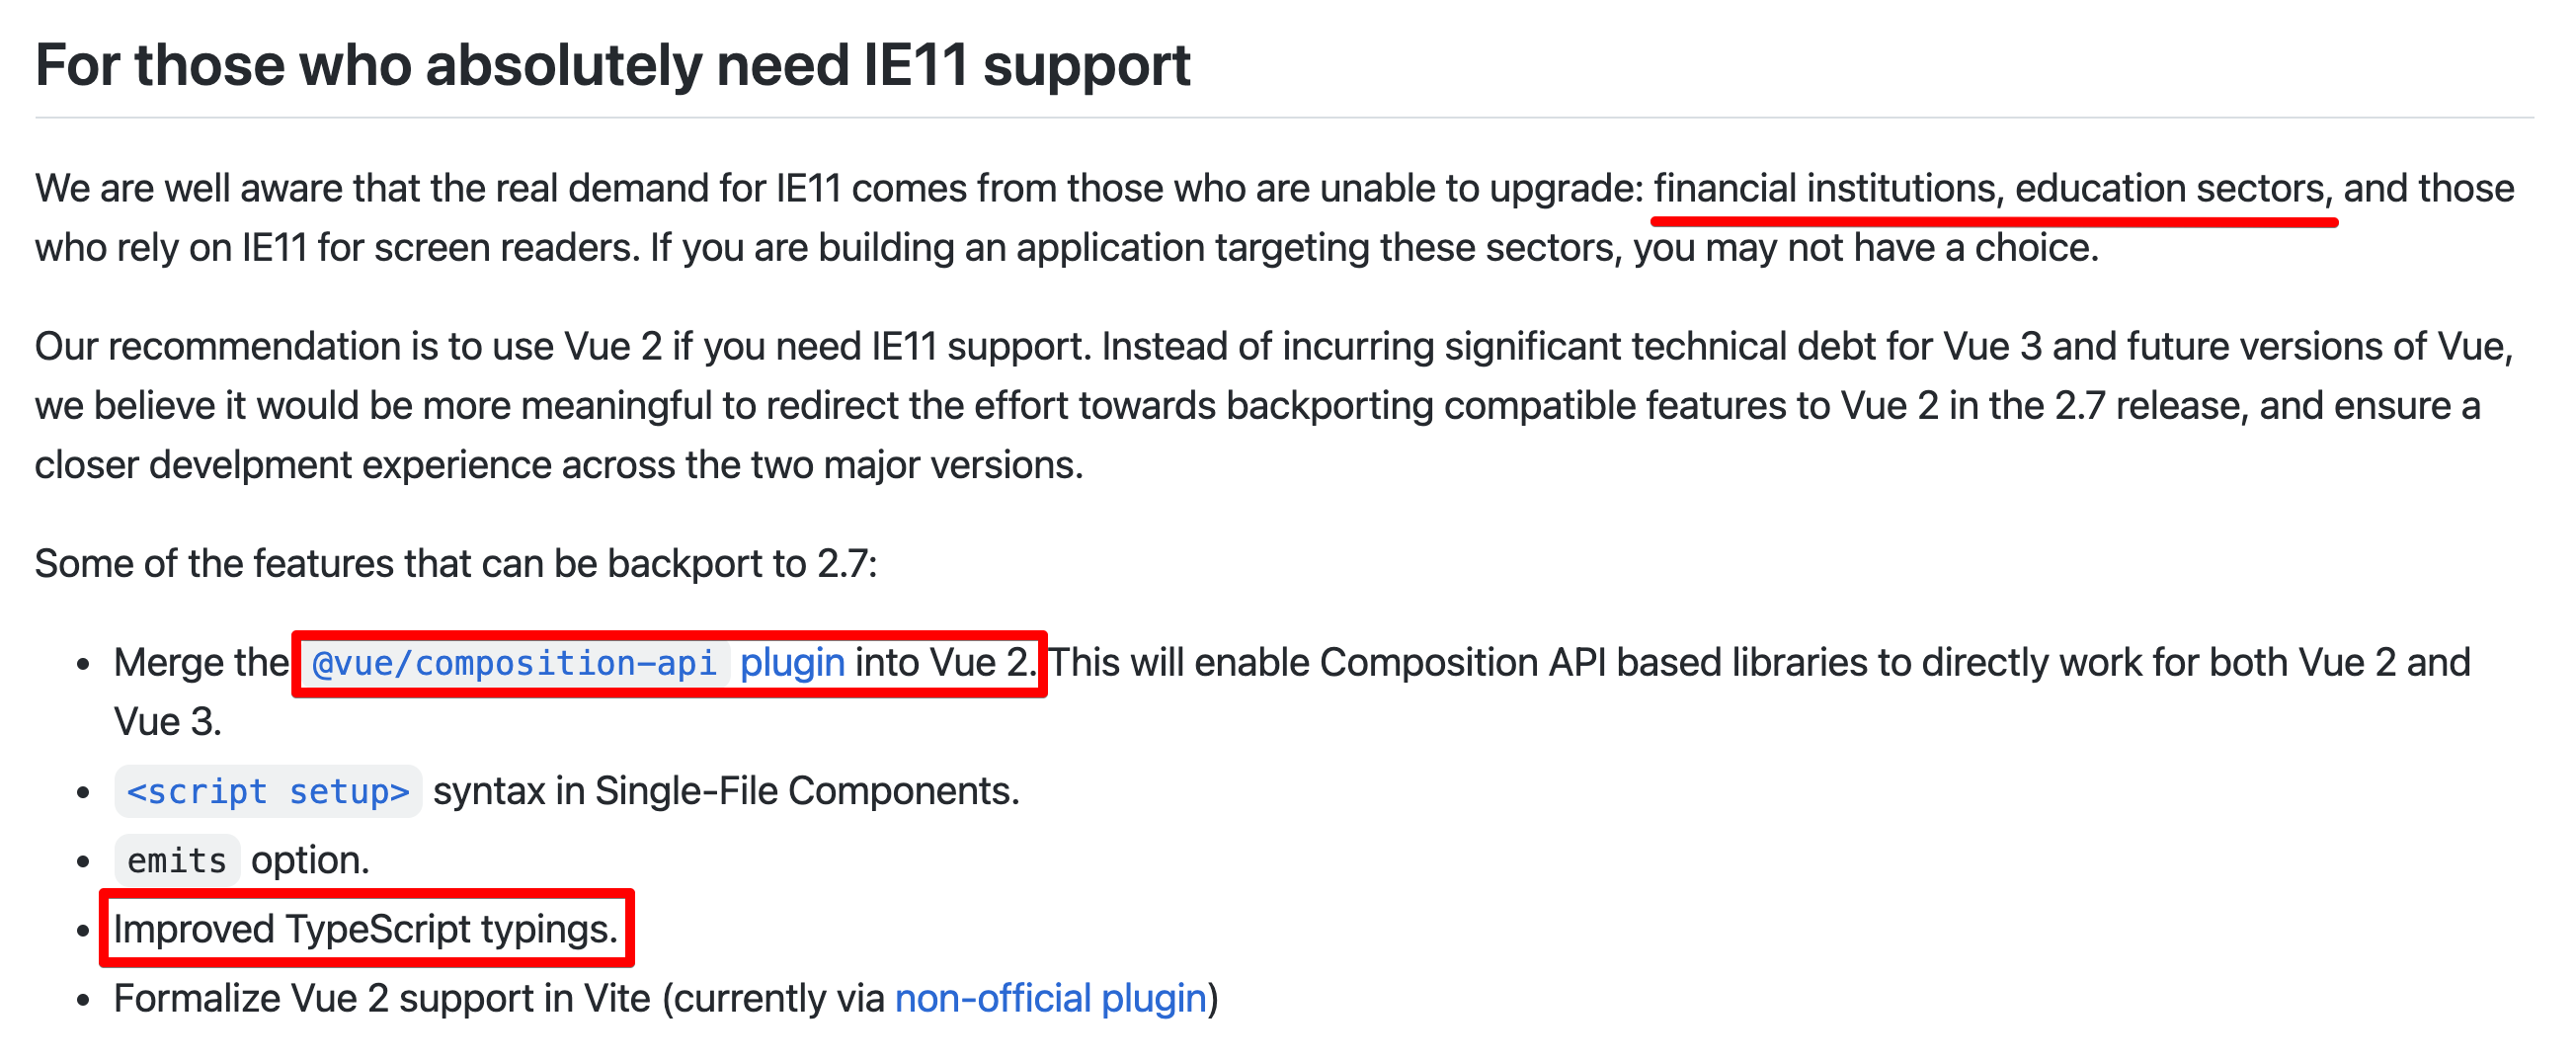 For those who absolutely need IE11 support
We are well aware that the real demand for IE11 comes from those who are unable to upgrade: financial institutions, education sectors, and those
who rely on IE11 for screen readers. If you are building an application targeting these sectors, you may not have a choice.
Our recommendation is to use Vue 2 if you need IE11 support. Instead of incurring significant technical debt for Vue 3 and future versions of Vue,
we believe it would be more meaningful to redirect the effort towards backporting compatible features to Vue 2 in the 2.7 release, and ensure a
closer develpment experience across the two major versions.
Some of the features that can be backport to 2.7:
• Merge the @vue/composition-api plugin into Vue 2. This will enable Composition API based libraries to directly work for both Vue 2 and
Vue 3.
• <script setup> syntax in Single-File Components.
• emits option.
• Improved TypeScript typings.
• Formalize Vue 2 support in Vite (currently via non-official plugin)